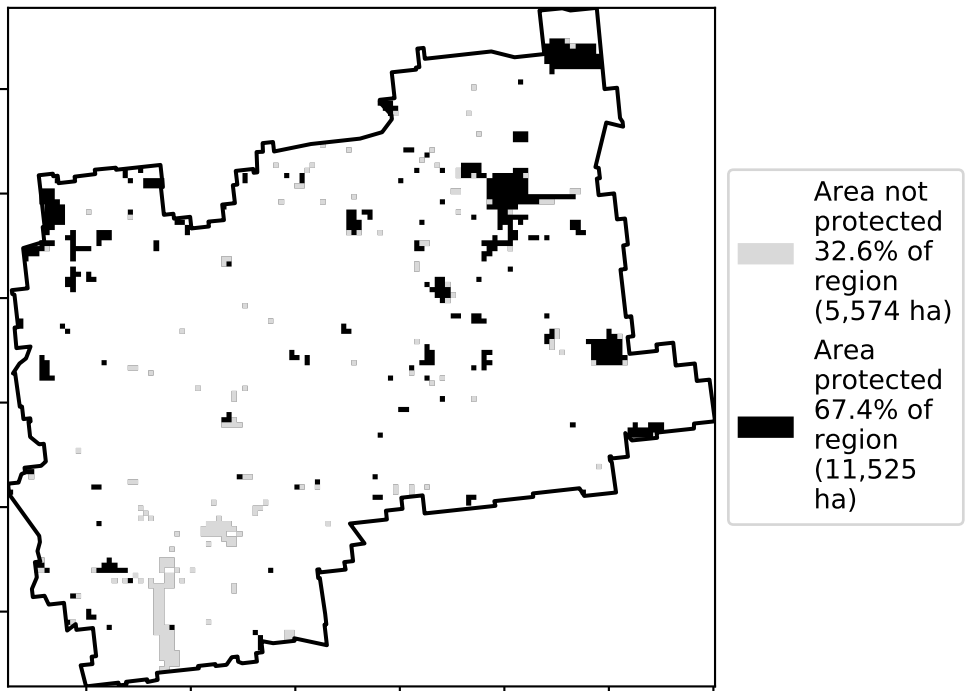 Area not
protected
32.6% of
region
(5,574 ha)
Area
protected
67.4% of
region
(11,525
ha)